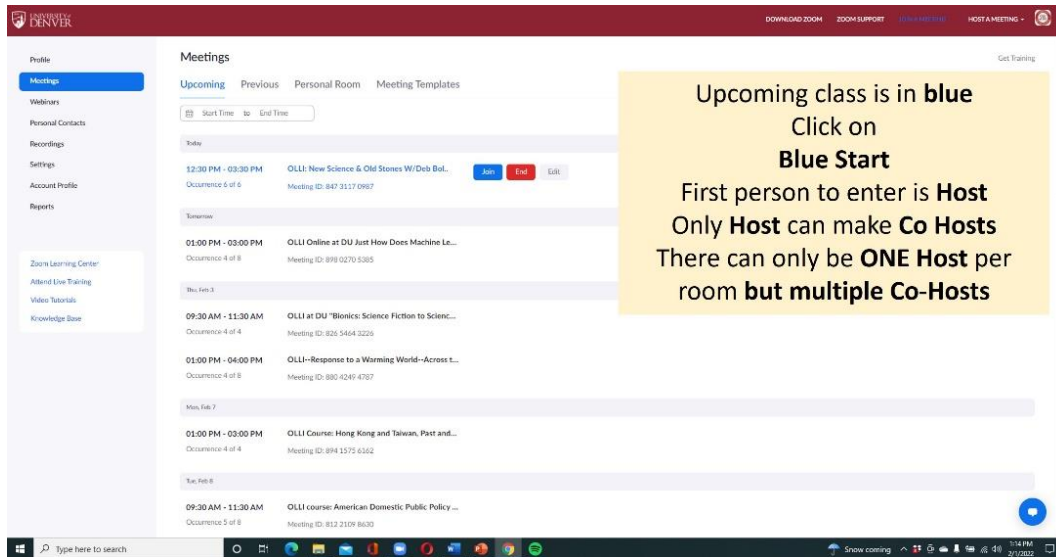 UNIVERSITY of
DENVER
DOWNLOAD ZOOM ZOOM SUPPORT JOIN A MEETING HOST A MEETING
Profile
Meetings
Webinars
Personal Contacts
Recordings
Settings
Account Profile
Reports
Zoom Learning Center
Attend Live Training
Video Tutorials
Knowledge Base
Meetings
Get Training
Upcoming Previous Personal Room Meeting Templates
Start Time to End Time
Today
12:30 PM - 03:30 PM OLLI: New Science & Old Stones W/Deb Bol.. Join End Edit
Occurrence 6 of 6 Meeting ID: 847 3117 0987
Tomorrow
01:00 PM - 03:00 PM OLLI Online at DU Just How Does Machine Le...
Occurrence 4 of 8 Meeting ID: 898 0270 5385
Thu, Feb 3
09:30 AM - 11:30 AM OLLI at DU "Bionics: Science Fiction to Scienc...
Occurrence 4 of 4 Meeting ID: 826 5464 3226
01:00 PM - 04:00 PM OLLI--Response to a Warming World--Across t...
Occurrence 4 of 8 Meeting ID: 880 4249 4787
Mon, Feb 7
01:00 PM - 03:00 PM OLLI Course: Hong Kong and Taiwan, Past and...
Occurrence 4 of 4 Meeting ID: 894 1575 6162
Tue, Feb 8
09:30 AM - 11:30 AM OLLI course: American Domestic Public Policy ...
Occurrence 5 of 8 Meeting ID: 812 2109 8630
Upcoming class is in blue
Click on
Blue Start
First person to enter is Host
Only Host can make Co Hosts
There can only be ONE Host per
room but multiple Co-Hosts
Type here to search
Snow coming
1:14 PM
2/1/2022